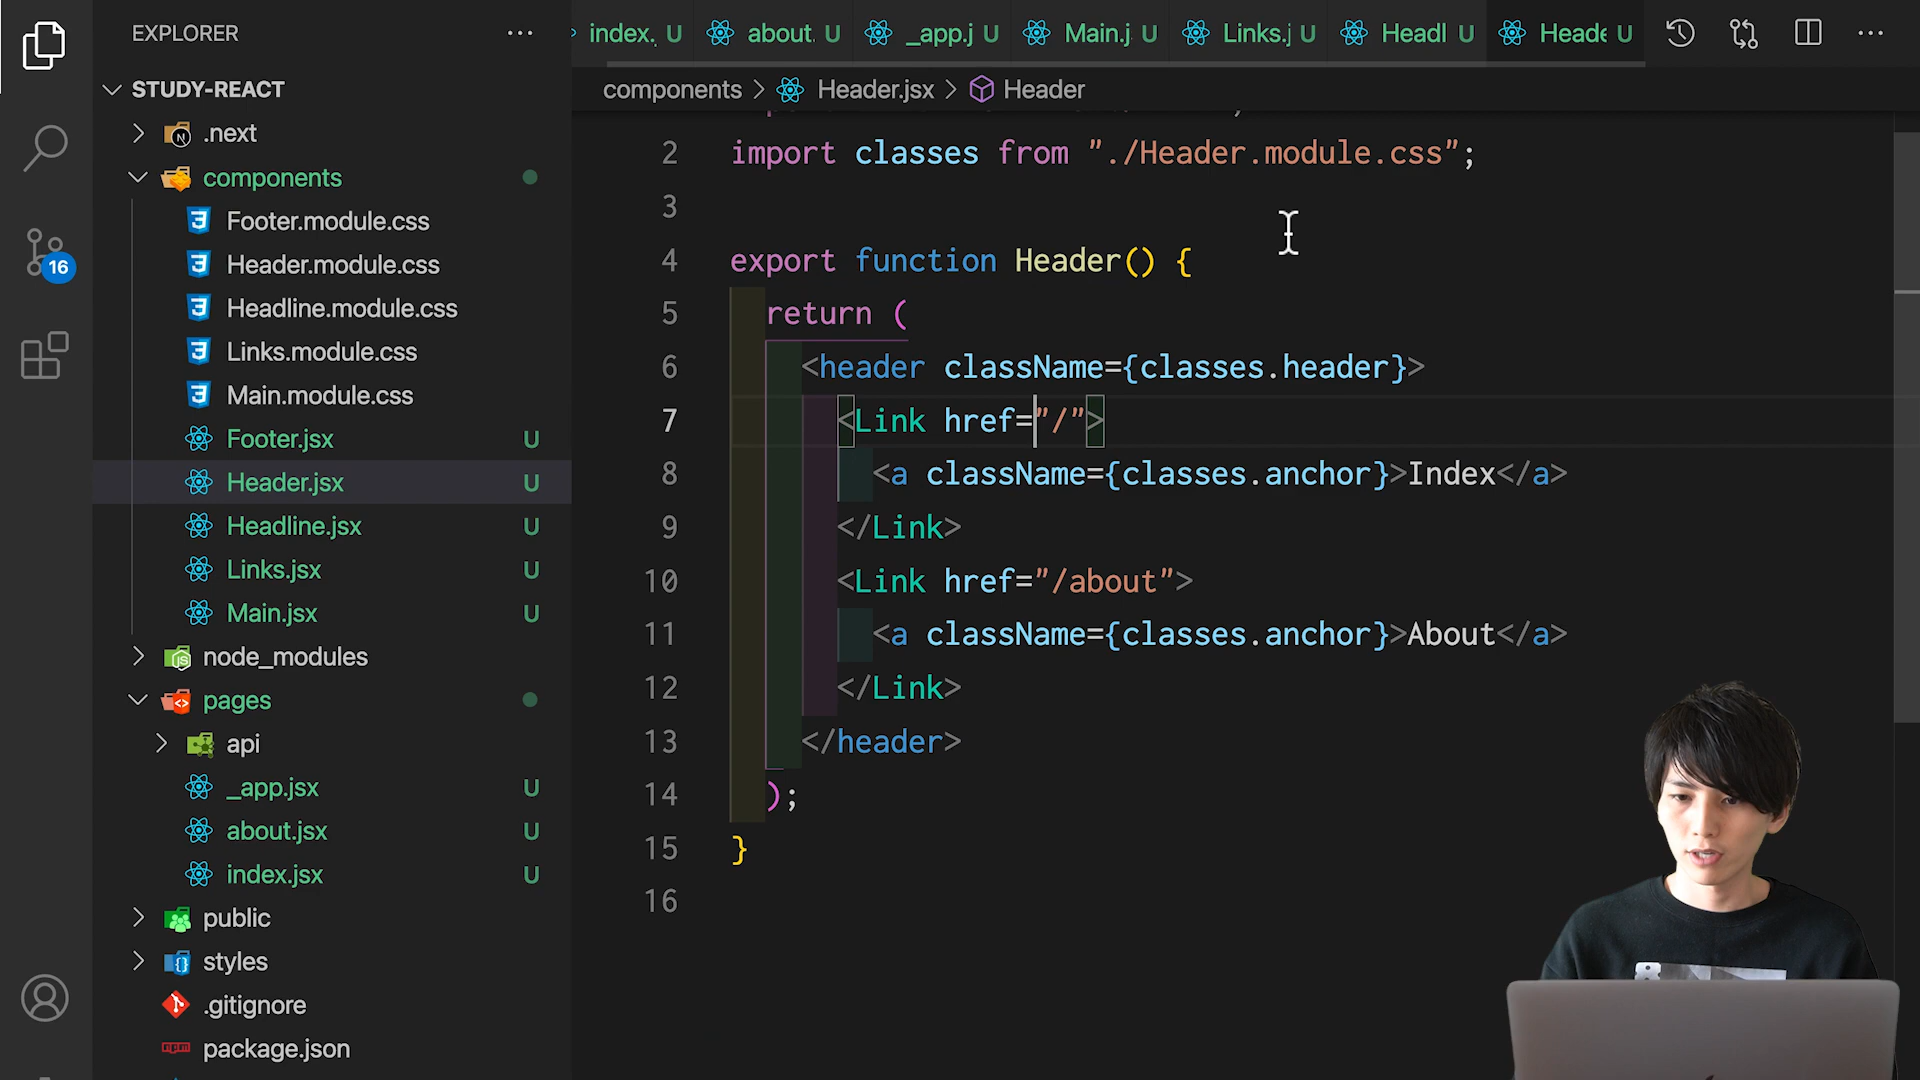 EXPLORER
STUDY-REACT
.next
components
Footer.module.css
Header.module.css
Headline.module.css
Links.module.css
Main.module.css
Footer.jsx U
Header.jsx U
Headline.jsx U
Links.jsx U
Main.jsx U
node_modules
pages
api
_app.jsx U
about.jsx U
index.jsx U
public
styles
.gitignore
package.json
16
index. U about. U _app.j U Main.j U Links.j U Headl U Heade U
components > Header.jsx > Header
2 import classes from "./Header.module.css";
3
4 export function Header() {
5 return (
6 <header className={classes.header}>
7 <Link href="/">
8 <a className={classes.anchor}>Index</a>
9 </Link>
10 <Link href="/about">
11 <a className={classes.anchor}>About</a>
12 </Link>
13 </header>
14 );
15 }
16